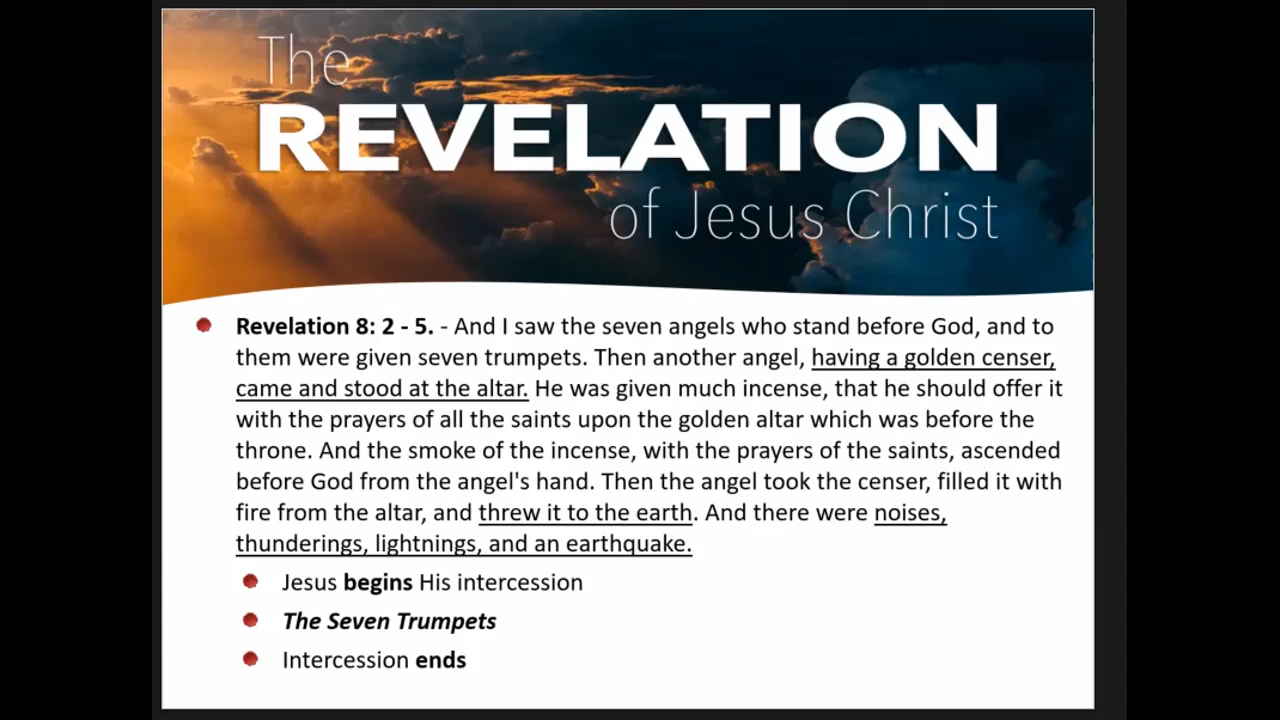 The
REVELATION
of Jesus Christ
Revelation 8: 2 - 5. - And I saw the seven angels who stand before God, and to
them were given seven trumpets. Then another angel, having a golden censer,
came and stood at the altar. He was given much incense, that he should offer it
with the prayers of all the saints upon the golden altar which was before the
throne. And the smoke of the incense, with the prayers of the saints, ascended
before God from the angel's hand. Then the angel took the censer, filled it with
fire from the altar, and threw it to the earth. And there were noises,
thunderings, lightnings, and an earthquake.
Jesus begins His intercession
The Seven Trumpets
Intercession ends